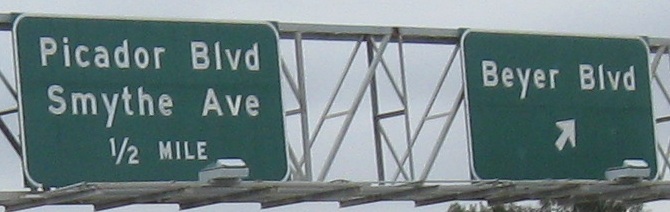 Picador Blvd
Smythe Ave
½ MILE
Beyer Blvd